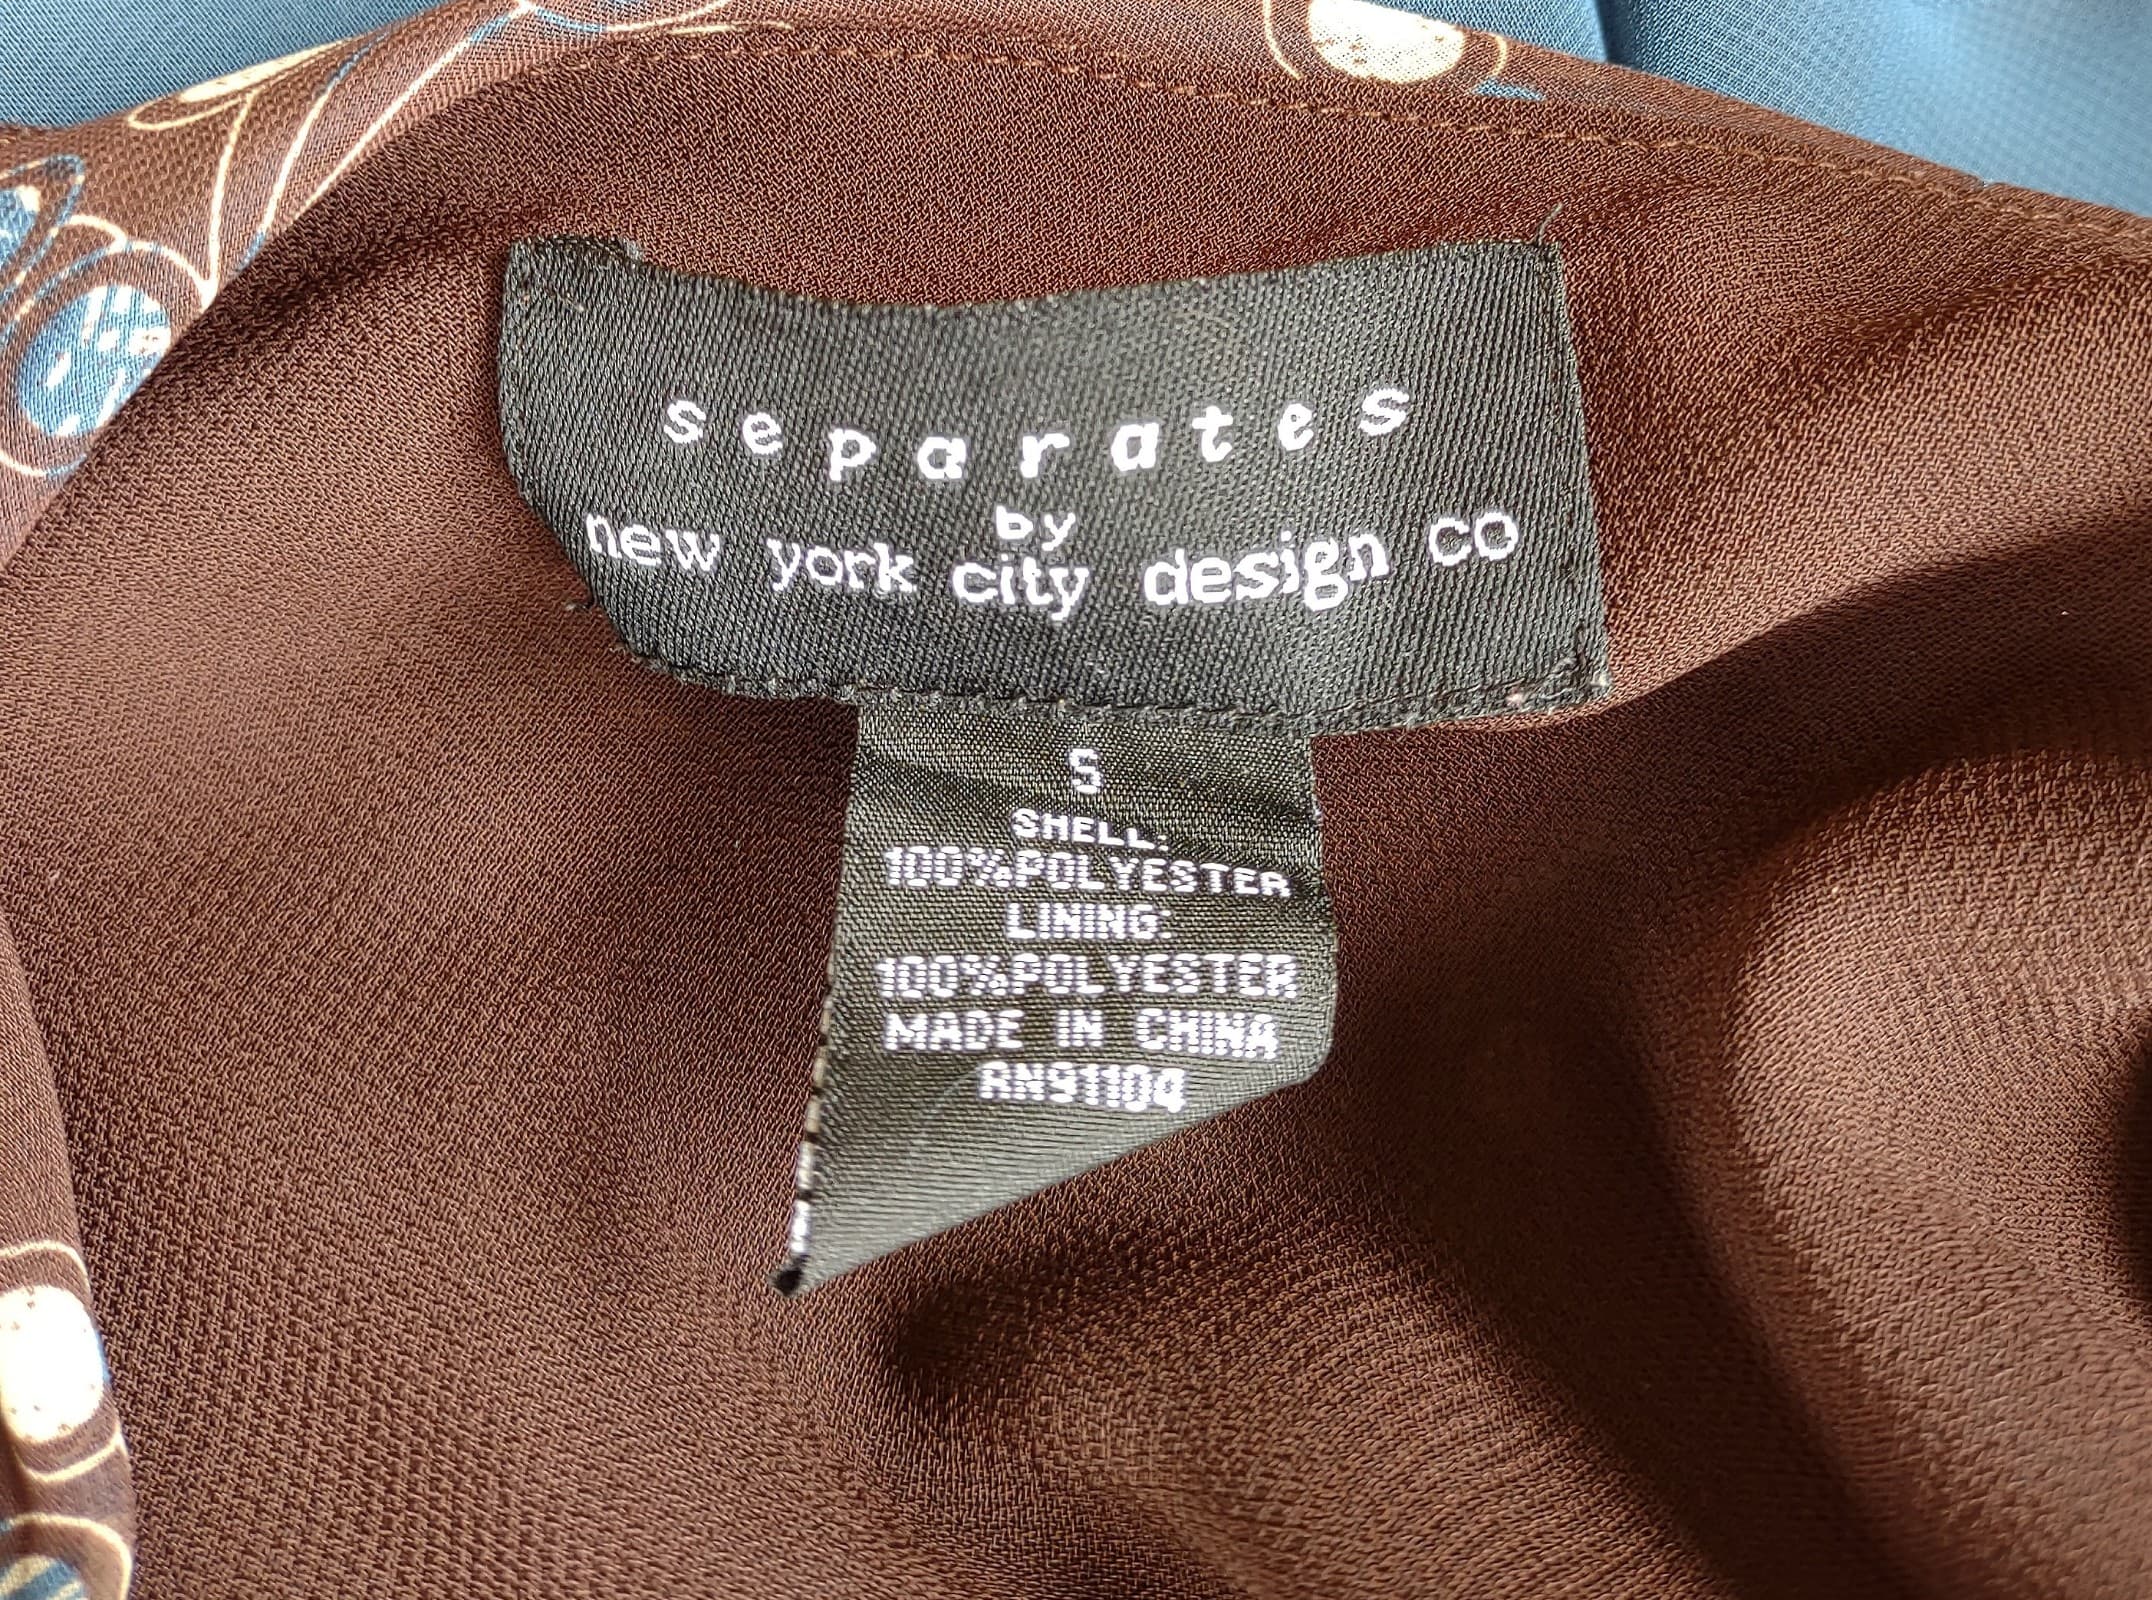 separates
by
new york city design co
S
SHELL:
100%POLYESTER
LINING:
100%POLYESTER
MADE IN CHINA
RN91104